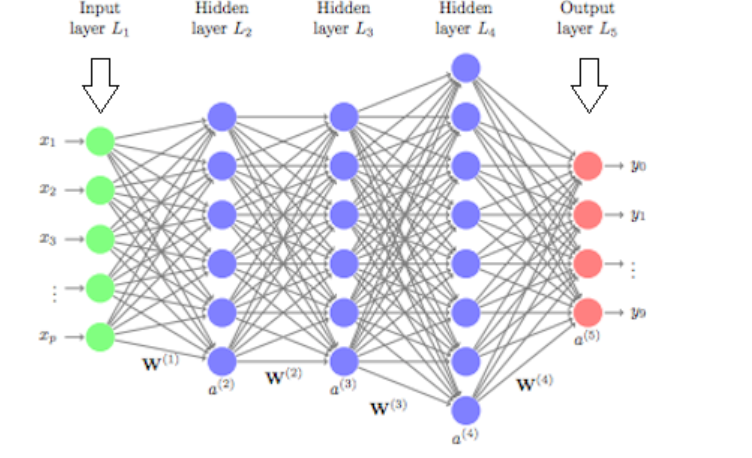 Input
layer L₁
Hidden
layer L₂
Hidden
layer L₃
Hidden
layer L₄
Output
layer L₅
x₁
x₂
x₃
⋮
xₚ
W⁽¹⁾
a⁽²⁾
W⁽²⁾
a⁽³⁾
W⁽³⁾
a⁽⁴⁾
W⁽⁴⁾
a⁽⁵⁾
y₀
y₁
⋮
y₉